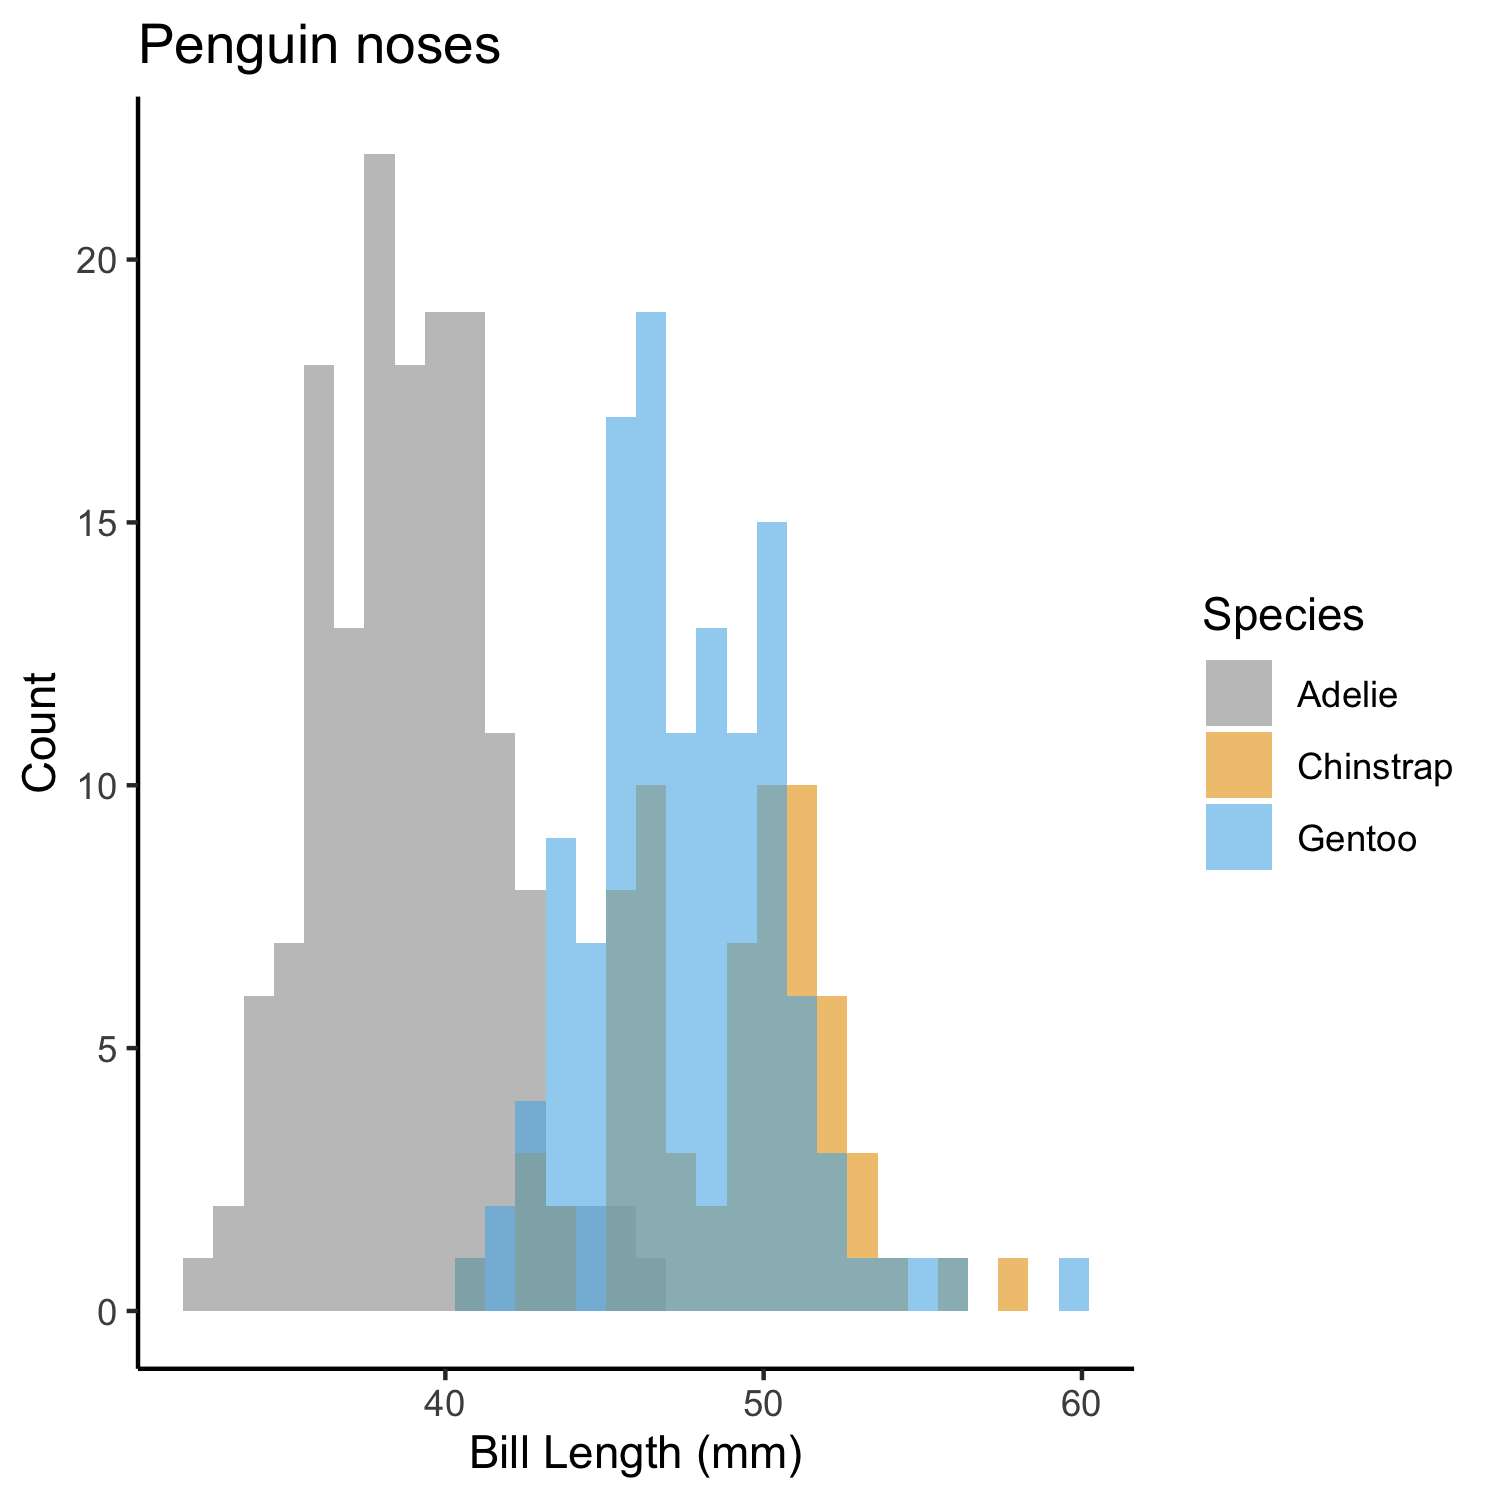 Penguin noses
20
15
10
5
0
Count
40 50 60
Bill Length (mm)
Species
Adelie
Chinstrap
Gentoo